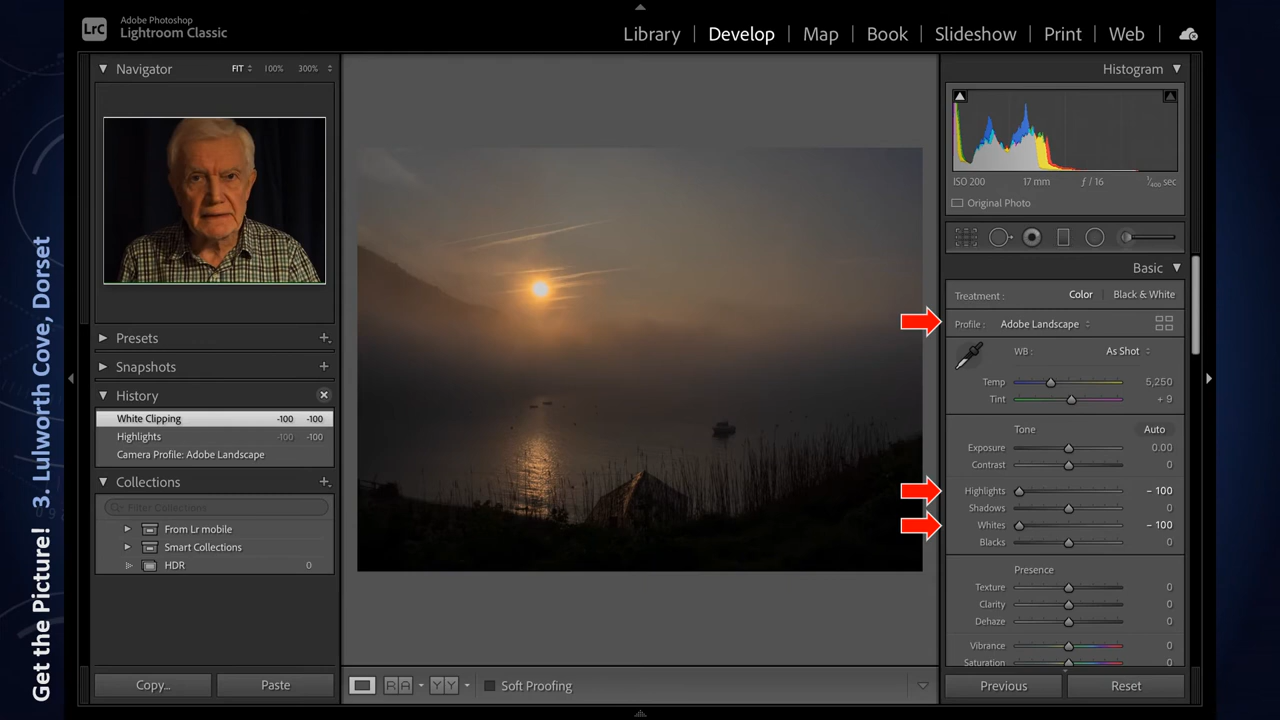 LrC
Adobe Photoshop
Lightroom Classic
Library
Develop
Map
Book
Slideshow
Print
Web
Navigator
FIT
100%
300%
Presets
Snapshots
History
White Clipping -100 -100
Highlights -100 -100
Camera Profile: Adobe Landscape
Collections
Filter Collections
From Lr mobile
Smart Collections
HDR 0
Copy...
Paste
R A
Y Y
Soft Proofing
Histogram
ISO 200 17 mm ƒ / 16 1/400 sec
Original Photo
Basic
Treatment : Color Black & White
Profile : Adobe Landscape
WB : As Shot
Temp 5,250
Tint + 9
Tone Auto
Exposure 0.00
Contrast 0
Highlights – 100
Shadows 0
Whites – 100
Blacks 0
Presence
Texture 0
Clarity 0
Dehaze 0
Vibrance 0
Saturation 0
Previous
Reset
Get the Picture! 3. Lulworth Cove, Dorset